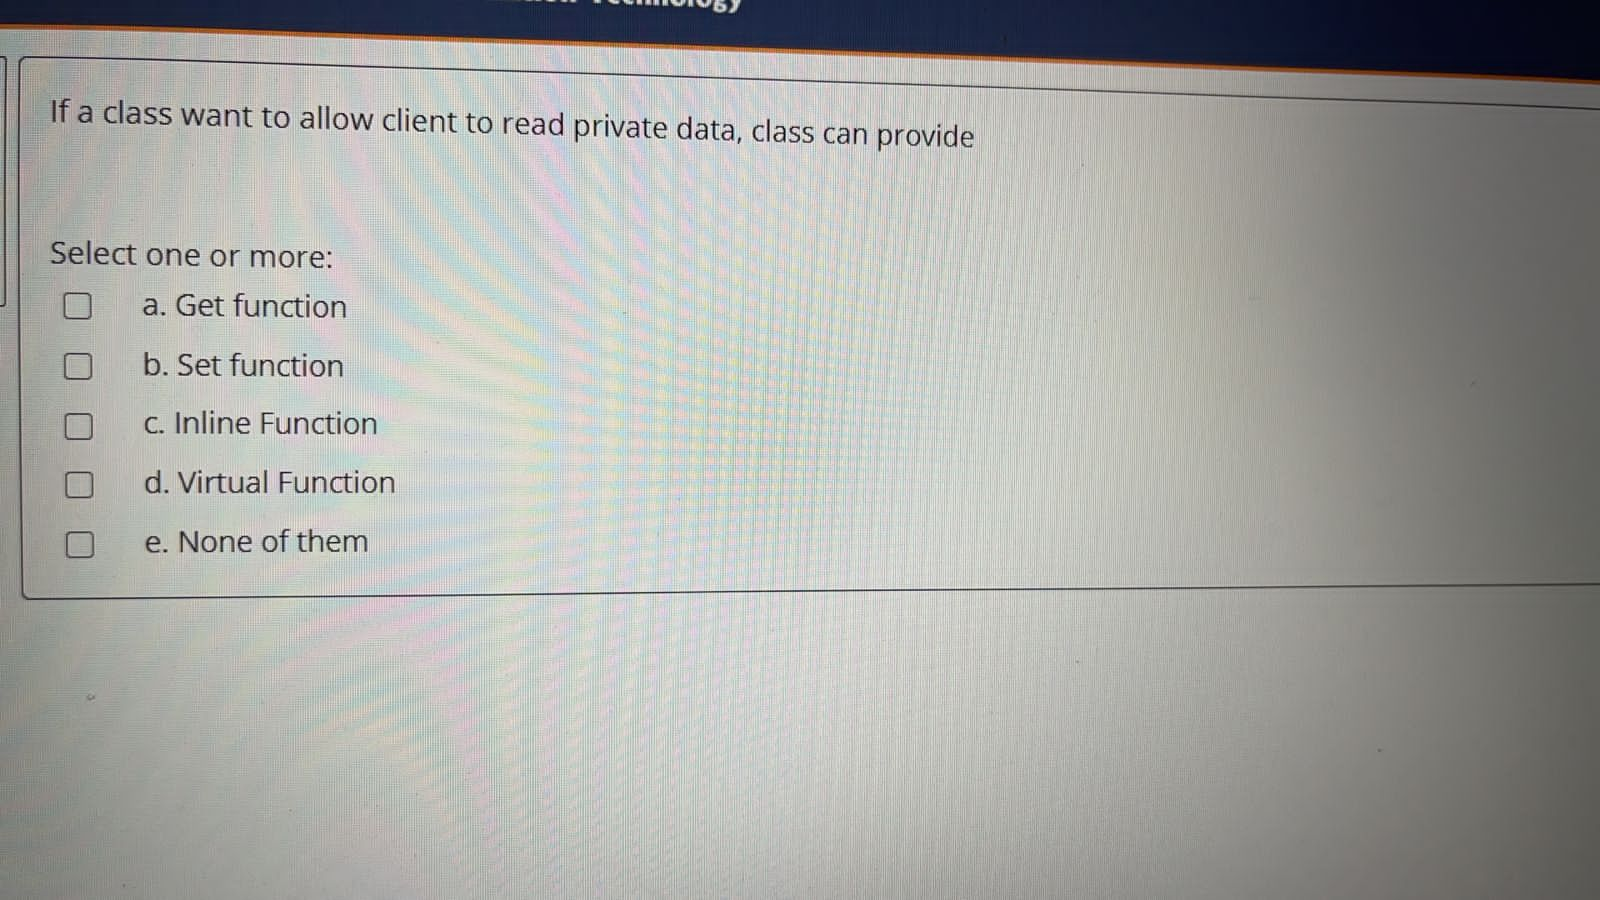 Technology
If a class want to allow client to read private data, class can provide
Select one or more:
a. Get function
b. Set function
c. Inline Function
d. Virtual Function
e. None of them